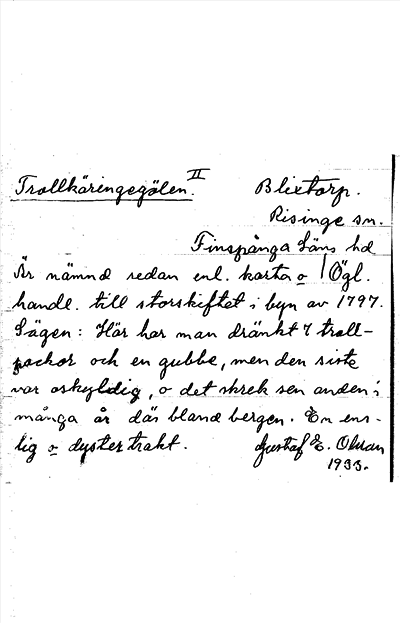 Trollkäringegölen. II Blixtorp.
Risinge sn.
Finspånga Läns hd
Är nämnd redan enl. karta o Ögl.
handl. till storskiftet i byn av 1797.
Sägen: Här har man dränkt 7 troll-
packor och en gubbe, men den siste
var oskyldig, o det skrek sen anden i
många år där bland bergen. En ens-
lig o dyster trakt. Gustaf E. Olsson
1933.